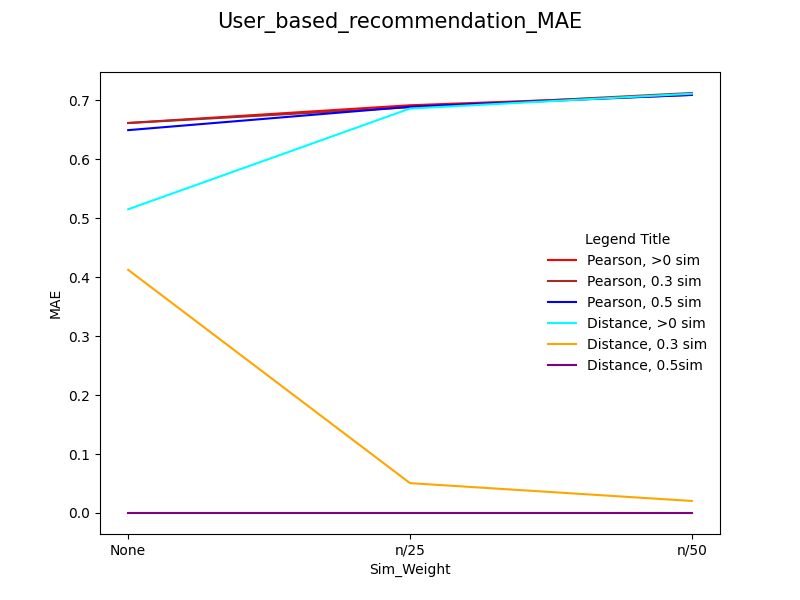 User_based_recommendation_MAE
0.7
0.6
0.5
0.4
0.3
0.2
0.1
0.0
MAE
Legend Title
Pearson, >0 sim
Pearson, 0.3 sim
Pearson, 0.5 sim
Distance, >0 sim
Distance, 0.3 sim
Distance, 0.5sim
None
n/25
n/50
Sim_Weight